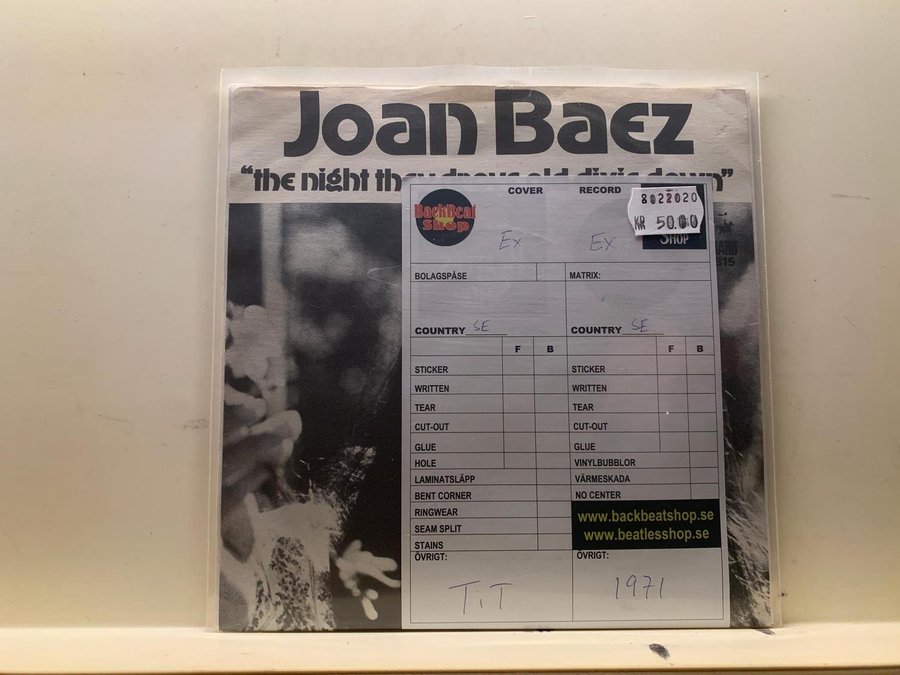 Joan Baez
"the night they drove old dixie down"
BackBeat
Shop
COVER
RECORD
8022020
KR 50.00
SHOP
Ex
Ex
815
BOLAGSPÅSE
MATRIX:
COUNTRY SE
COUNTRY SE
F B
F B
STICKER
STICKER
WRITTEN
WRITTEN
TEAR
TEAR
CUT-OUT
CUT-OUT
GLUE
GLUE
HOLE
VINYLBUBBLOR
LAMINATSLÄPP
VÄRMESKADA
BENT CORNER
NO CENTER
RINGWEAR
SEAM SPLIT
STAINS
www.backbeatshop.se
www.beatlesshop.se
ÖVRIGT:
ÖVRIGT:
T.T
1971